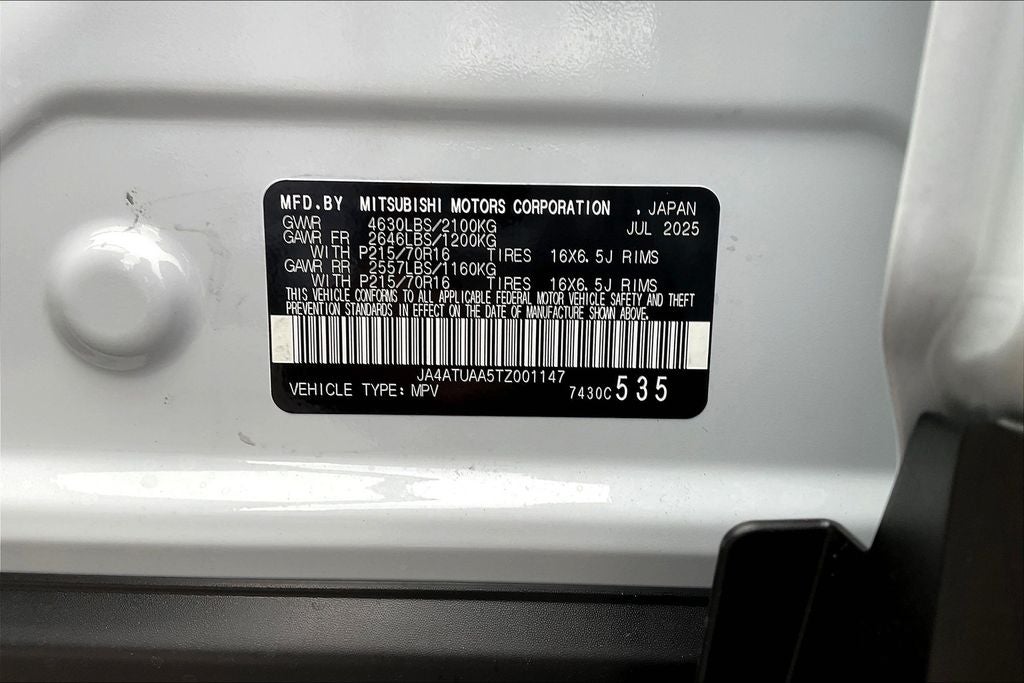 MFD.BY MITSUBISHI MOTORS CORPORATION , JAPAN
GVWR 4630LBS/2100KG JUL 2025
GAWR FR 2646LBS/1200KG
WITH P215/70R16 TIRES 16X6.5J RIMS
GAWR RR 2557LBS/1160KG
WITH P215/70R16 TIRES 16X6.5J RIMS
THIS VEHICLE CONFORMS TO ALL APPLICABLE FEDERAL MOTOR VEHICLE SAFETY AND THEFT
PREVENTION STANDARDS IN EFFECT ON THE DATE OF MANUFACTURE SHOWN ABOVE.
JA4ATUAA5TZ001147
VEHICLE TYPE: MPV 7430C 535